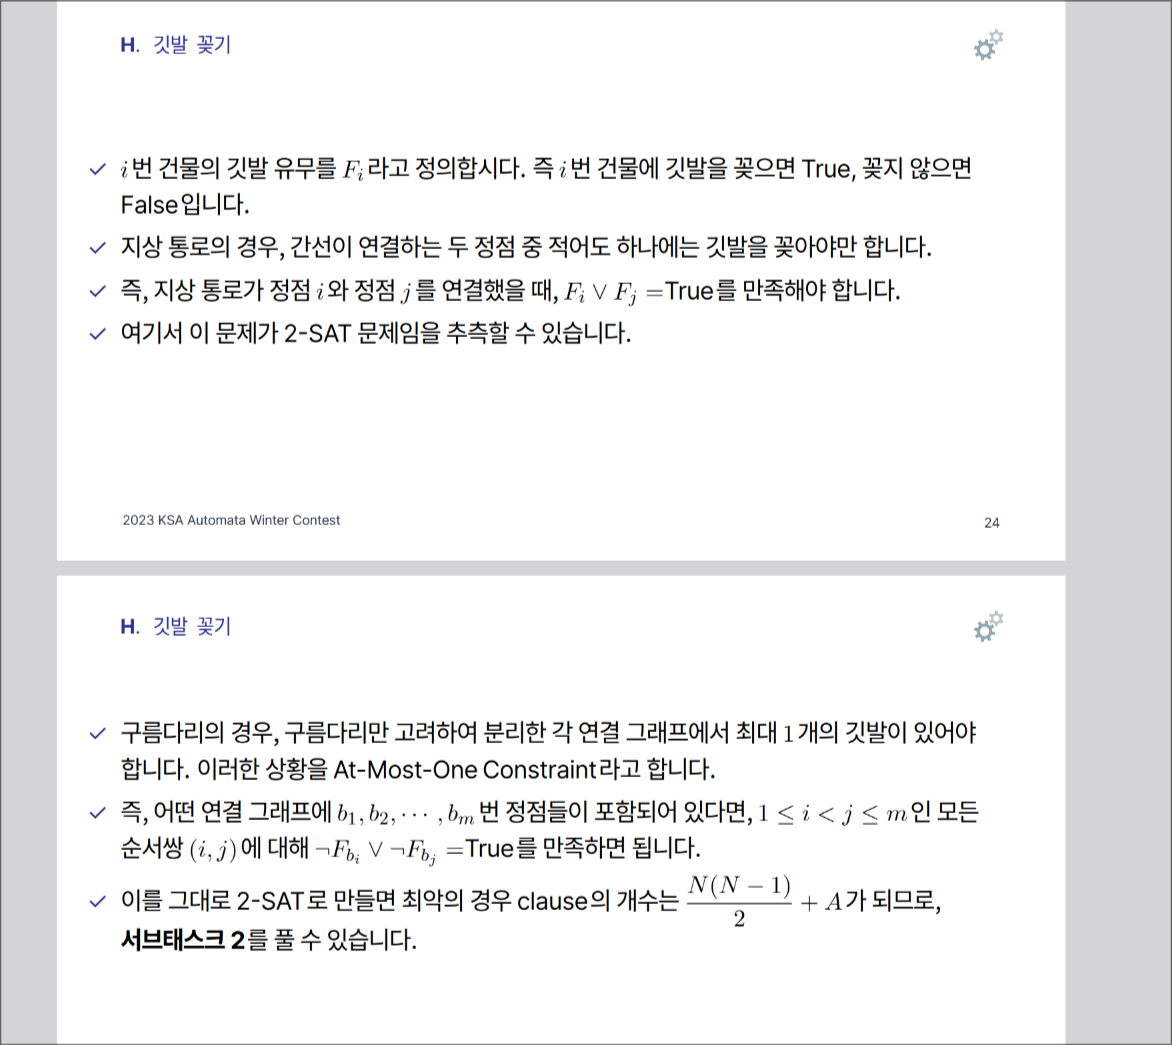 H. 깃발 꽂기
i번 건물의 깃발 유무를 F_i라고 정의합시다. 즉 i번 건물에 깃발을 꽂으면 True, 꽂지 않으면
False입니다.
지상 통로의 경우, 간선이 연결하는 두 정점 중 적어도 하나에는 깃발을 꽂아야만 합니다.
즉, 지상 통로가 정점 i와 정점 j를 연결했을 때, F_i ∨ F_j =True를 만족해야 합니다.
여기서 이 문제가 2-SAT 문제임을 추측할 수 있습니다.
2023 KSA Automata Winter Contest
24
H. 깃발 꽂기
구름다리의 경우, 구름다리만 고려하여 분리한 각 연결 그래프에서 최대 1개의 깃발이 있어야
합니다. 이러한 상황을 At-Most-One Constraint라고 합니다.
즉, 어떤 연결 그래프에 b_1, b_2, ⋯ , b_m번 정점들이 포함되어 있다면, 1 ≤ i < j ≤ m인 모든
순서쌍 (i, j)에 대해 ¬F_{b_i} ∨ ¬F_{b_j} =True를 만족하면 됩니다.
이를 그대로 2-SAT로 만들면 최악의 경우 clause의 개수는 N(N − 1)/2 + A가 되므로,
서브태스크 2를 풀 수 있습니다.